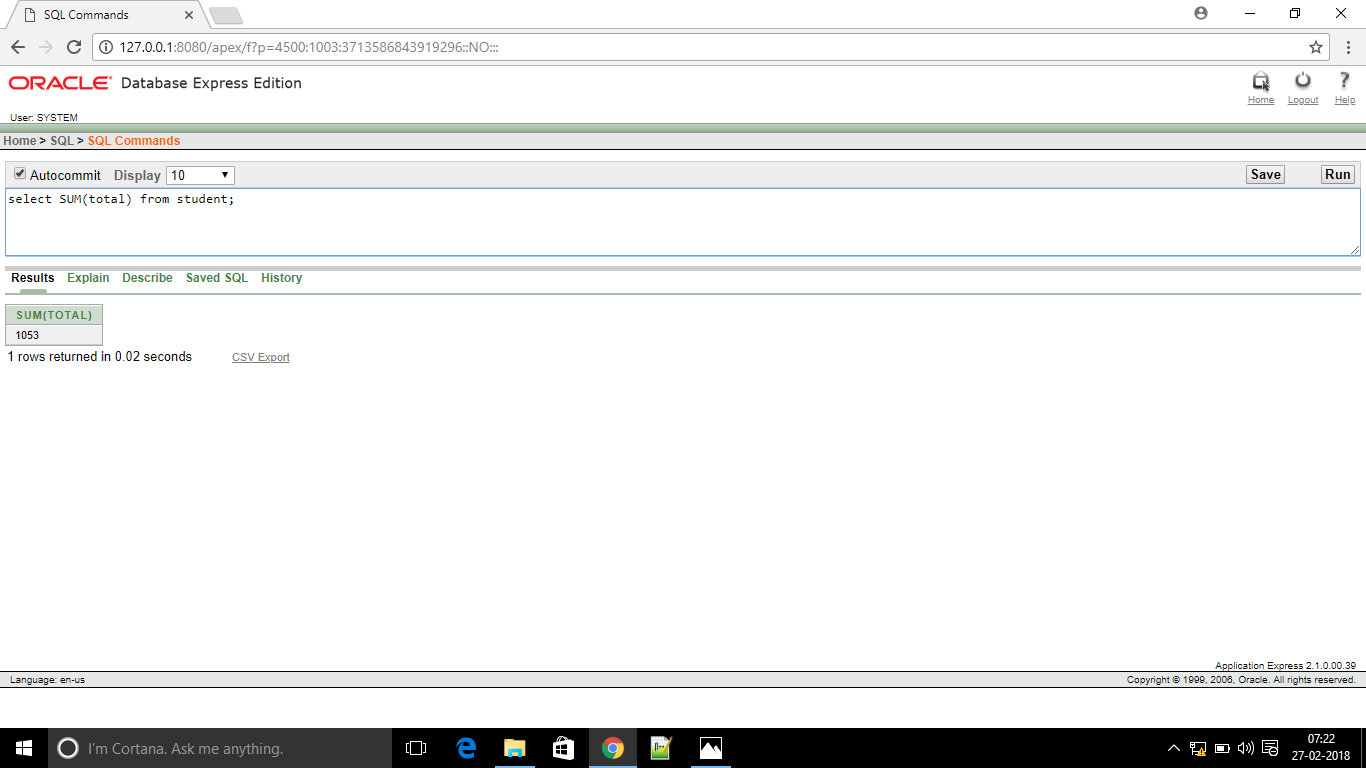 SQL Commands
127.0.0.1:8080/apex/f?p=4500:1003:3713586843919296::NO:::
ORACLE Database Express Edition
Home Logout Help
User: SYSTEM
Home > SQL > SQL Commands
Autocommit Display 10 Save Run
select SUM(total) from student;
Results Explain Describe Saved SQL History
SUM(TOTAL)
1053
1 rows returned in 0.02 seconds CSV Export
Application Express 2.1.0.00.39
Language: en-us Copyright © 1999, 2006, Oracle. All rights reserved.
I'm Cortana. Ask me anything.
07:22
27-02-2018